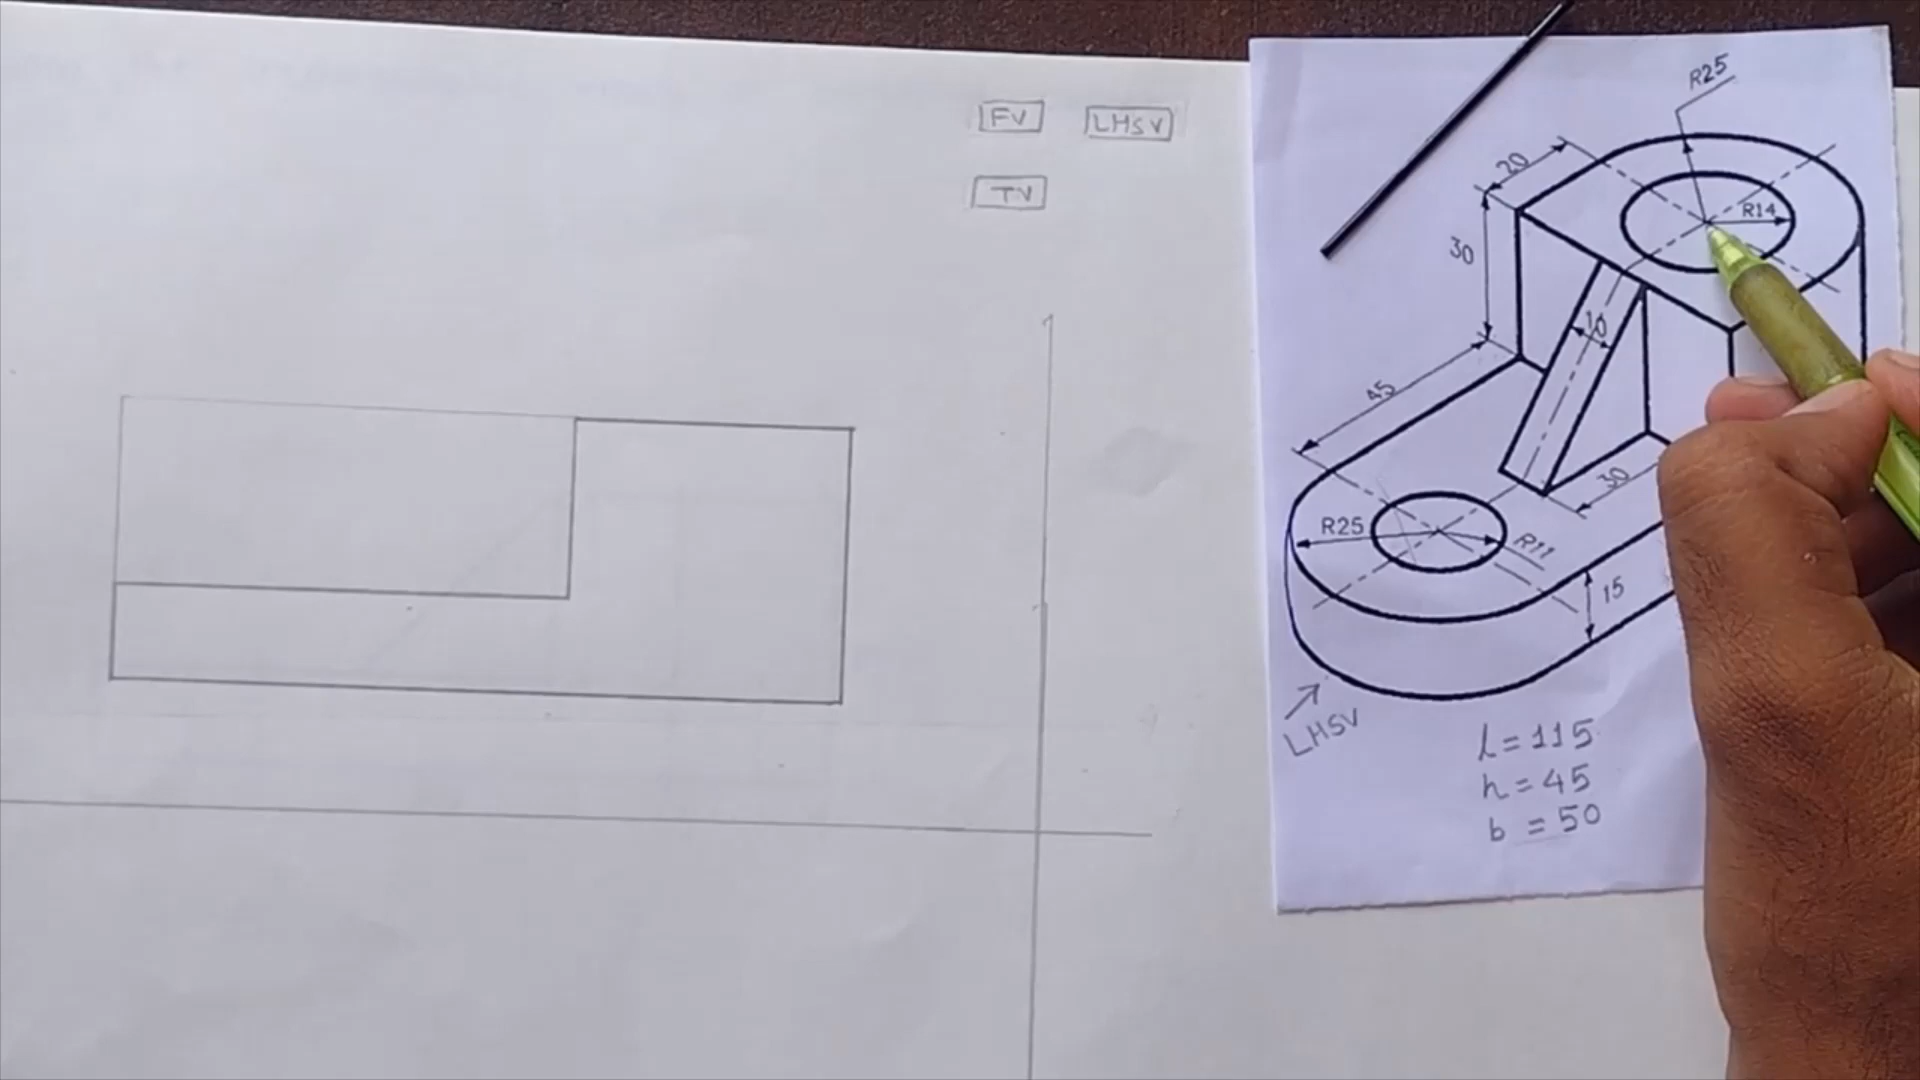 FV
LHSV
TV
R25
20
R14
30
10
45
30
R25
R11
15
LHSV
l = 115
h = 45
b = 50